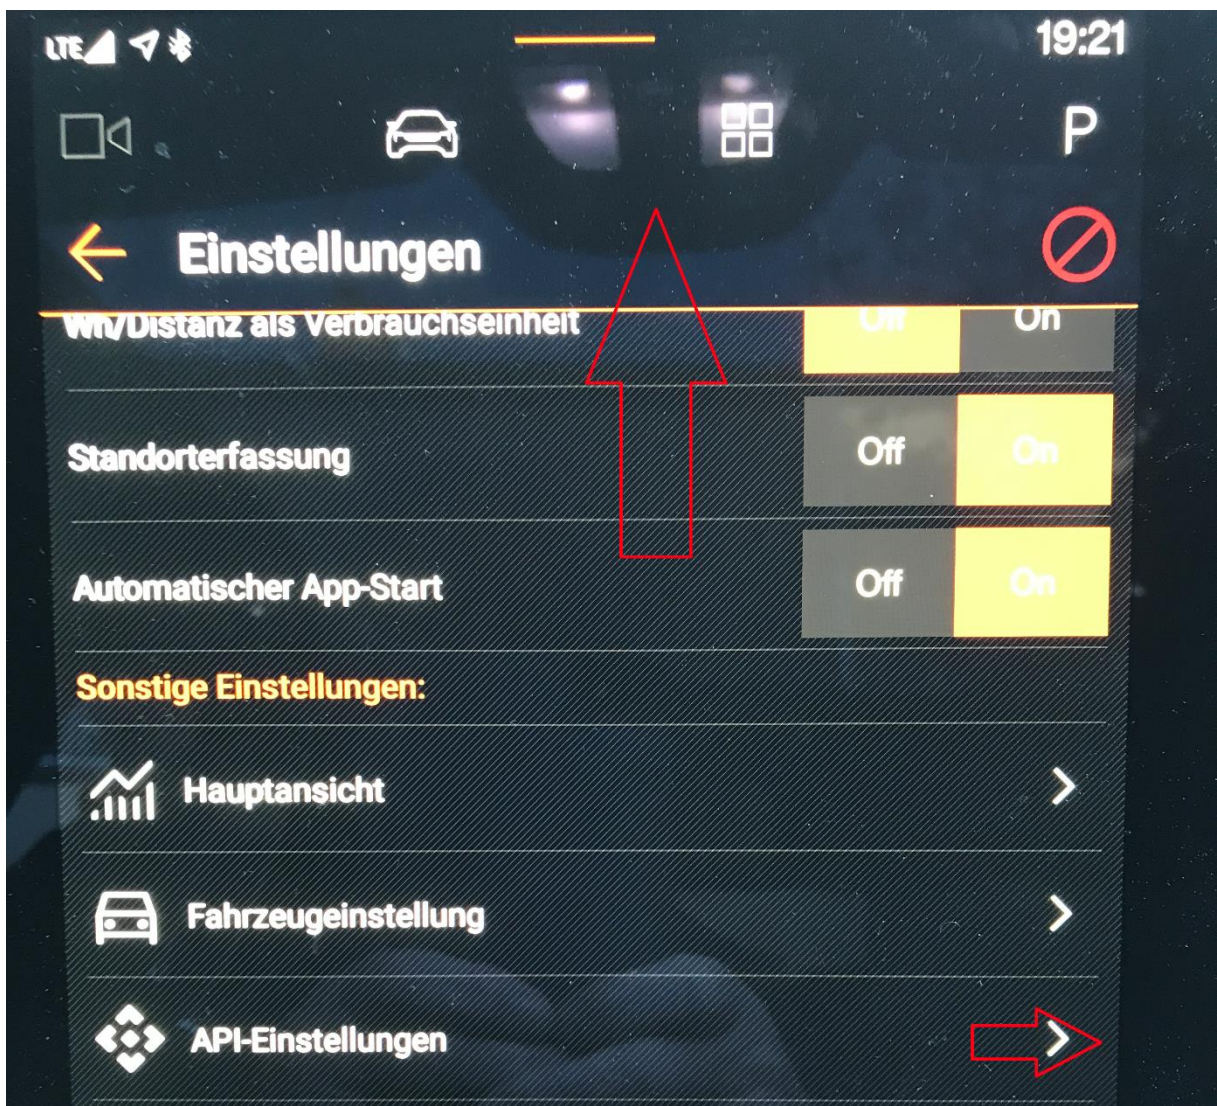 LTE 19:21
P
Einstellungen
Wh/Distanz als Verbrauchseinheit Off On
Standorterfassung Off On
Automatischer App-Start Off On
Sonstige Einstellungen:
Hauptansicht
Fahrzeugeinstellung
API-Einstellungen